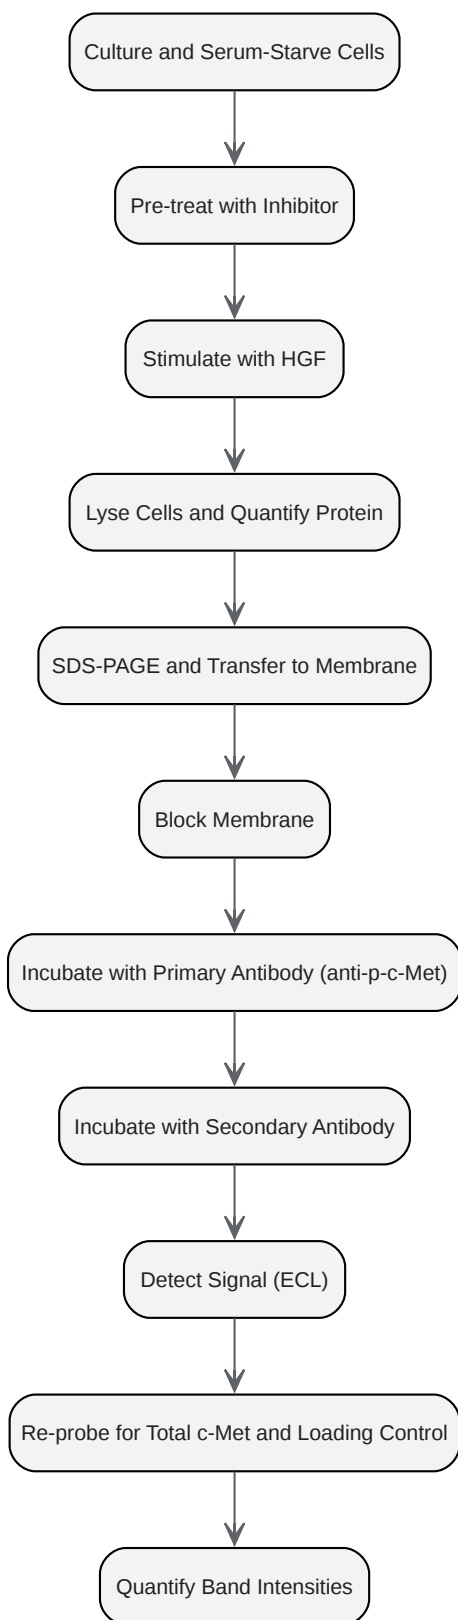 Culture and Serum-Starve Cells
Pre-treat with Inhibitor
Stimulate with HGF
Lyse Cells and Quantify Protein
SDS-PAGE and Transfer to Membrane
Block Membrane
Incubate with Primary Antibody (anti-p-c-Met)
Incubate with Secondary Antibody
Detect Signal (ECL)
Re-probe for Total c-Met and Loading Control
Quantify Band Intensities